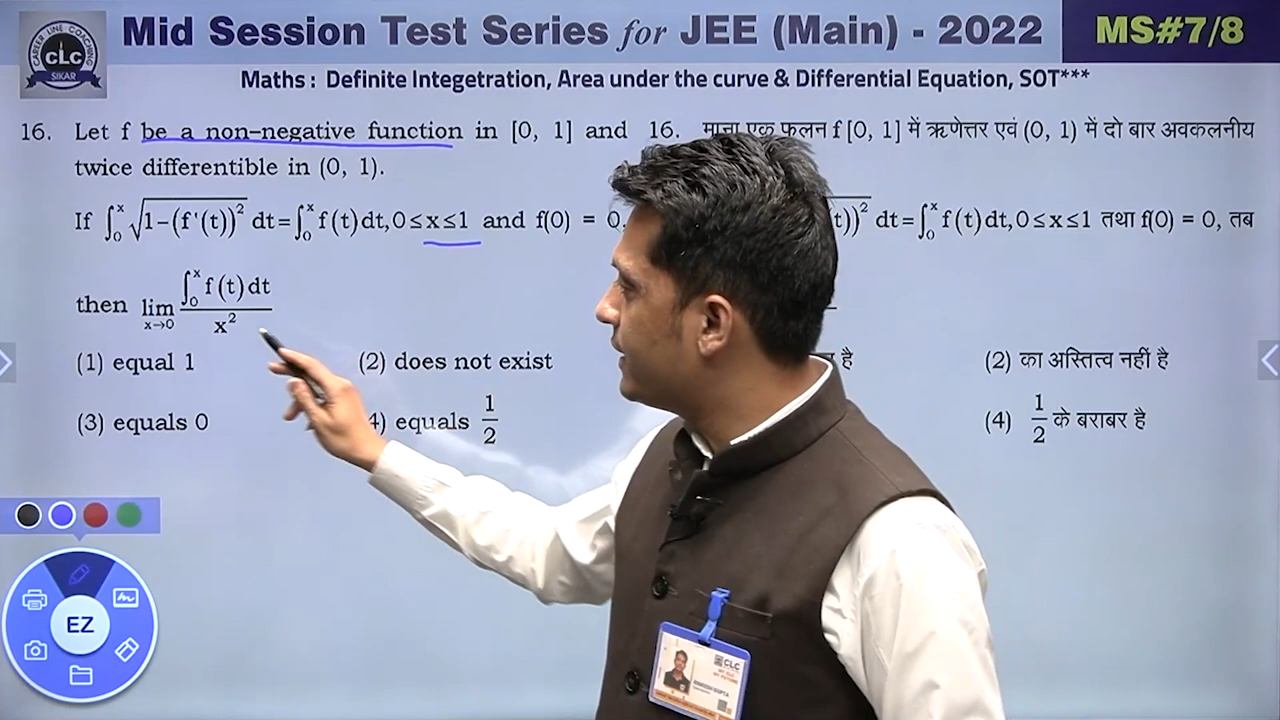 Mid Session Test Series for JEE (Main) - 2022
MS#7/8
CAREER LINE COACHING
CLC
SIKAR
Maths : Definite Integetration, Area under the curve & Differential Equation, SOT***
16. Let f be a non-negative function in [0, 1] and
twice differentible in (0, 1).
If ∫₀ˣ √(1−(f'(t))²) dt=∫₀ˣ f(t)dt,0≤x≤1 and f(0) = 0,
then lim x→0 ∫₀ˣ f(t)dt / x²
(1) equal 1 (2) does not exist
(3) equals 0 4) equals 1/2
16. माना एक फलन f [0, 1] में ऋणेत्तर एवं (0, 1) में दो बार अवकलनीय
t))² dt=∫₀ˣ f(t)dt,0≤x≤1 तथा f(0) = 0, तब
है (2) का अस्तित्व नहीं है
(4) 1/2 के बराबर है
EZ
CLC
DINESH GUPTA